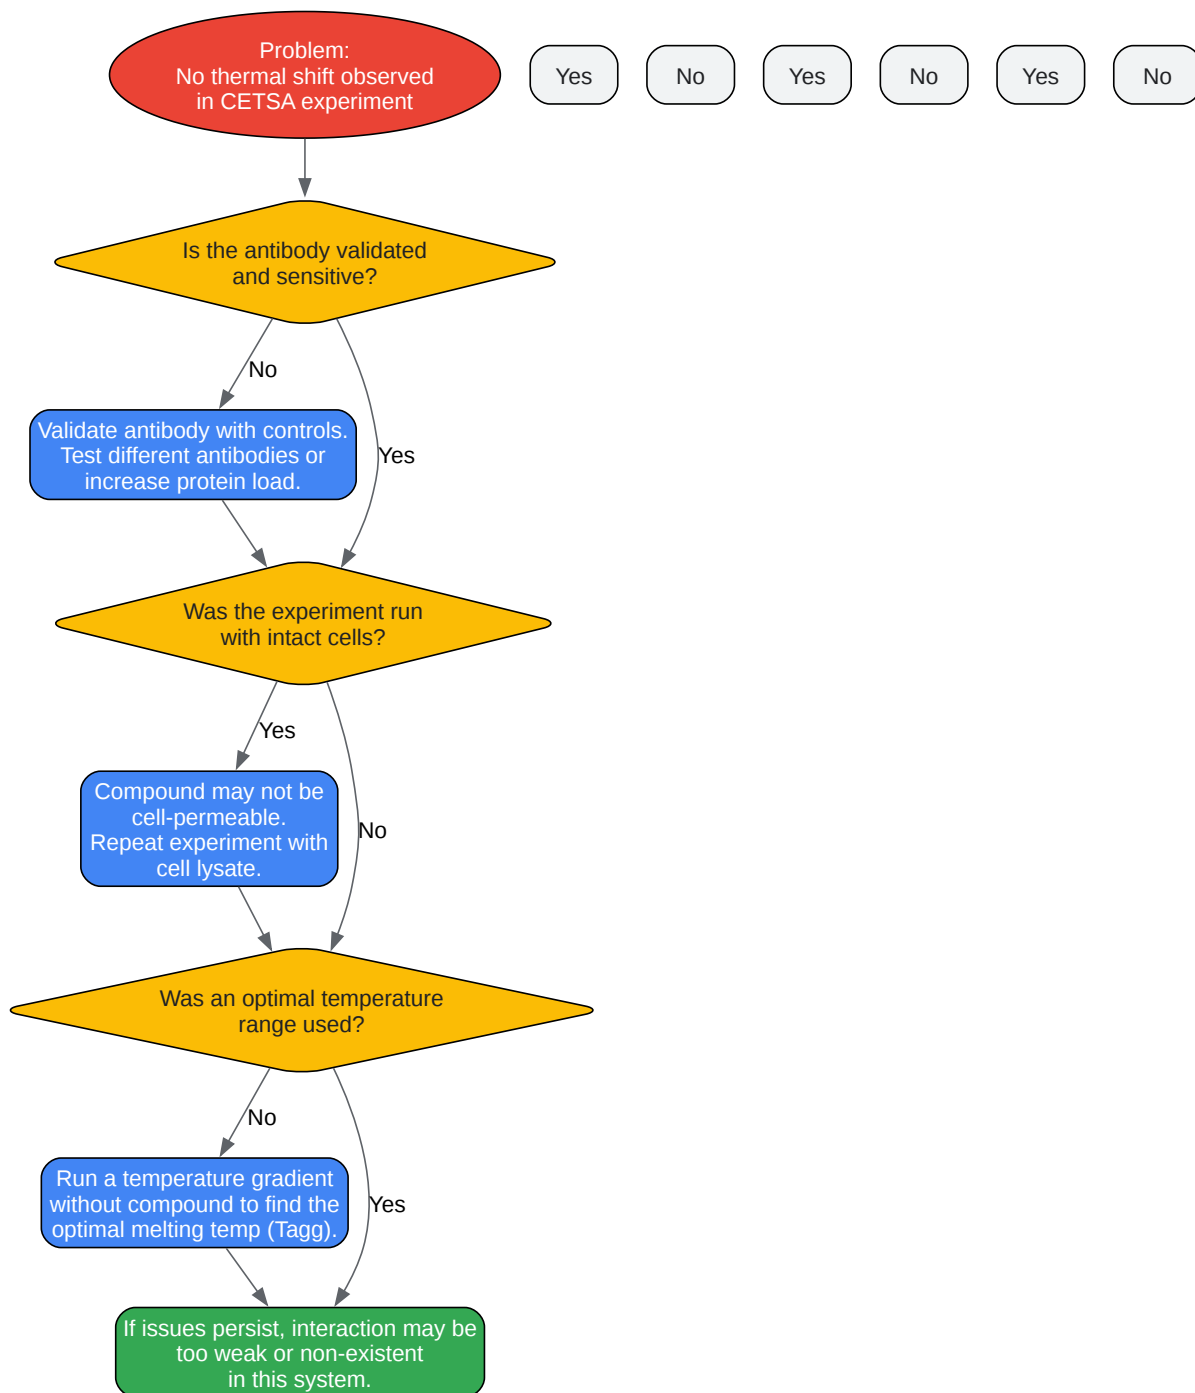 Problem:
No thermal shift observed
in CETSA experiment
Yes
No
Yes
No
Yes
No
Is the antibody validated
and sensitive?
No
Validate antibody with controls.
Test different antibodies or
increase protein load.
Yes
Was the experiment run
with intact cells?
Yes
Compound may not be
cell-permeable.
Repeat experiment with
cell lysate.
No
Was an optimal temperature
range used?
No
Run a temperature gradient
without compound to find the
optimal melting temp (Tagg).
Yes
If issues persist, interaction may be
too weak or non-existent
in this system.